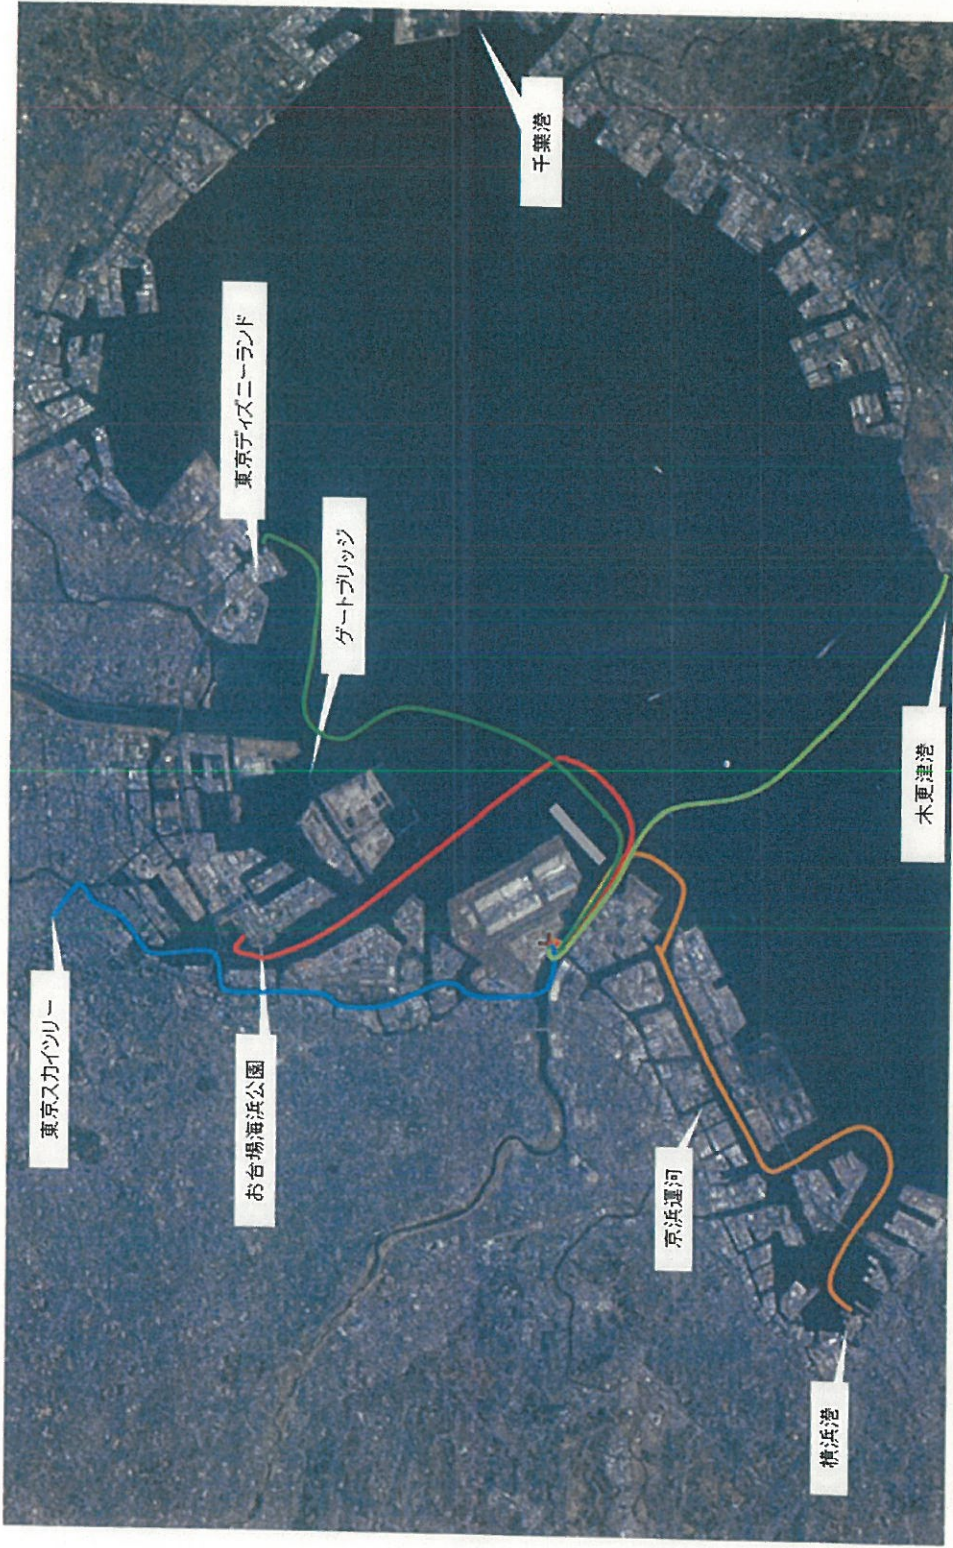 東京スカイツリー
お台場海浜公園
東京ディズニーランド
ゲートブリッジ
千葉港
京浜運河
横浜港
木更津港